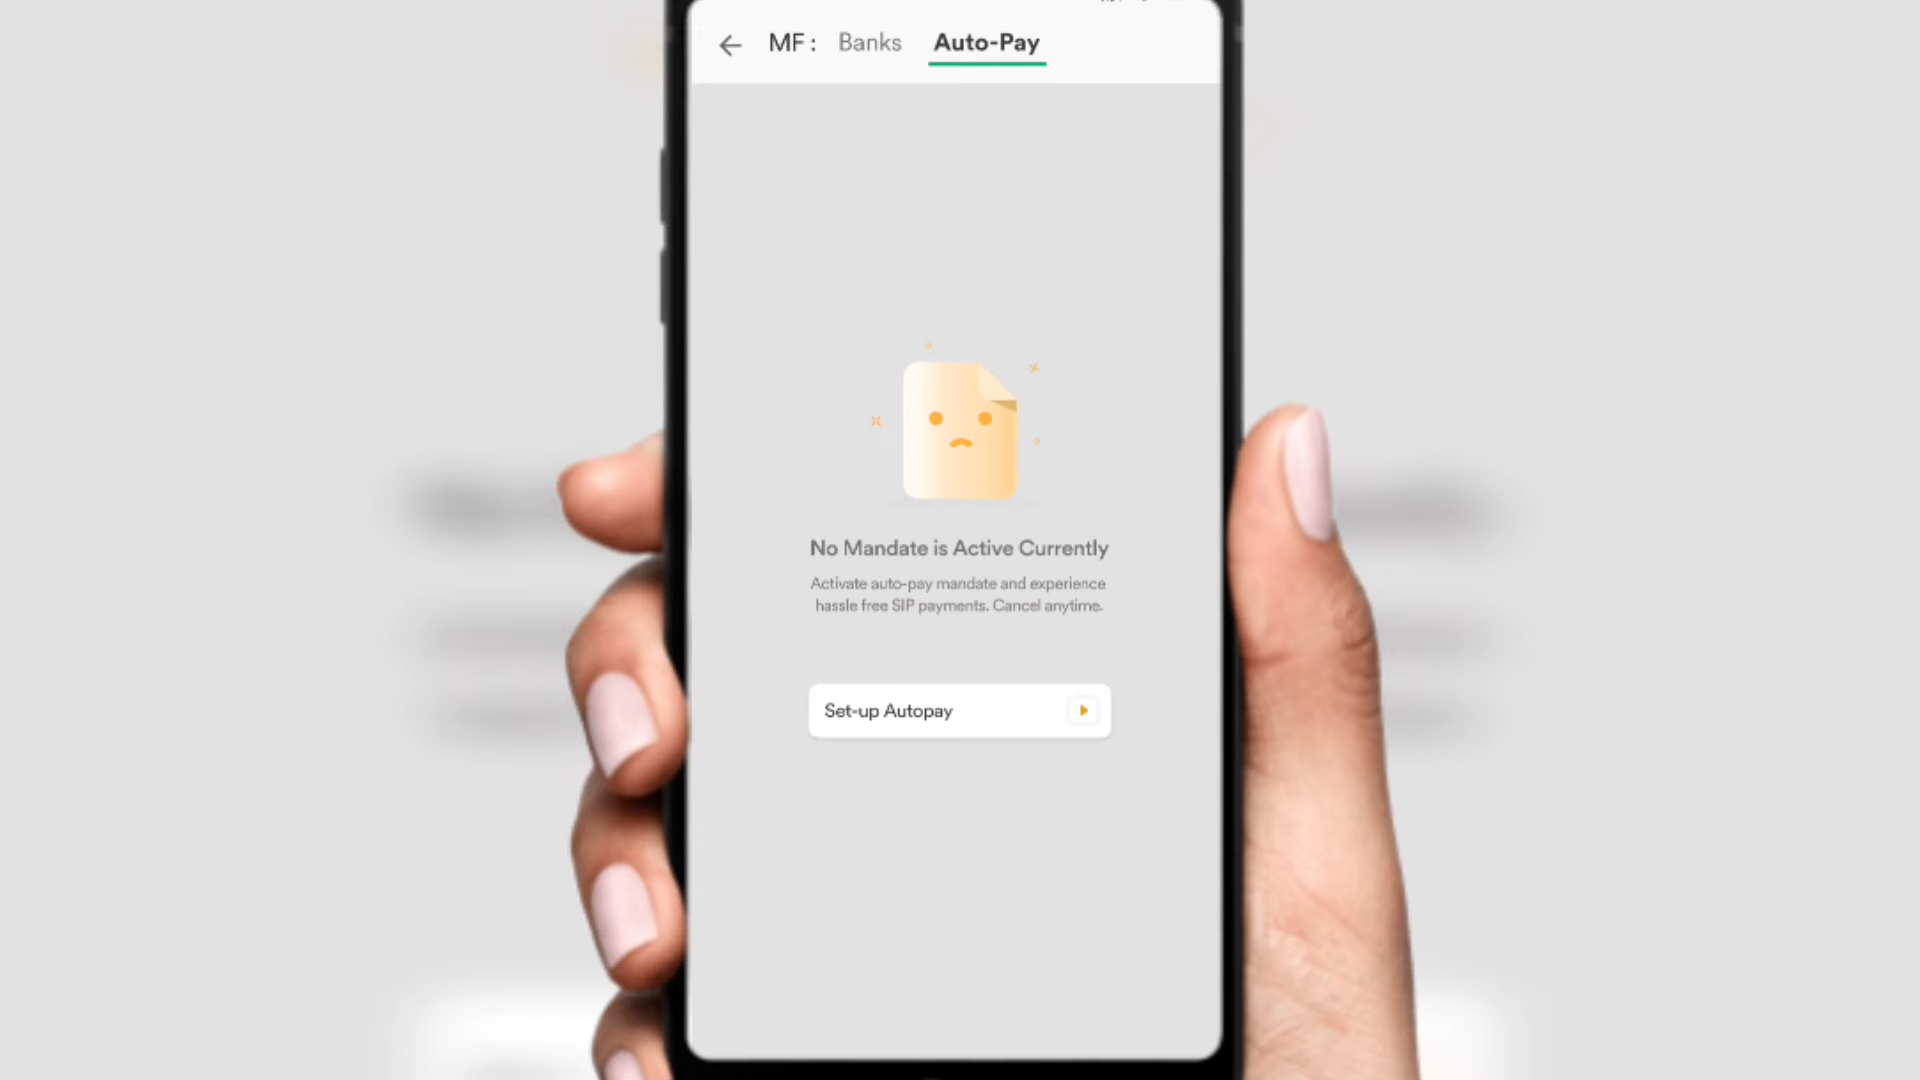 MF : Banks Auto-Pay
No Mandate is Active Currently
Activate auto-pay mandate and experience
hassle free SIP payments. Cancel anytime.
Set-up Autopay